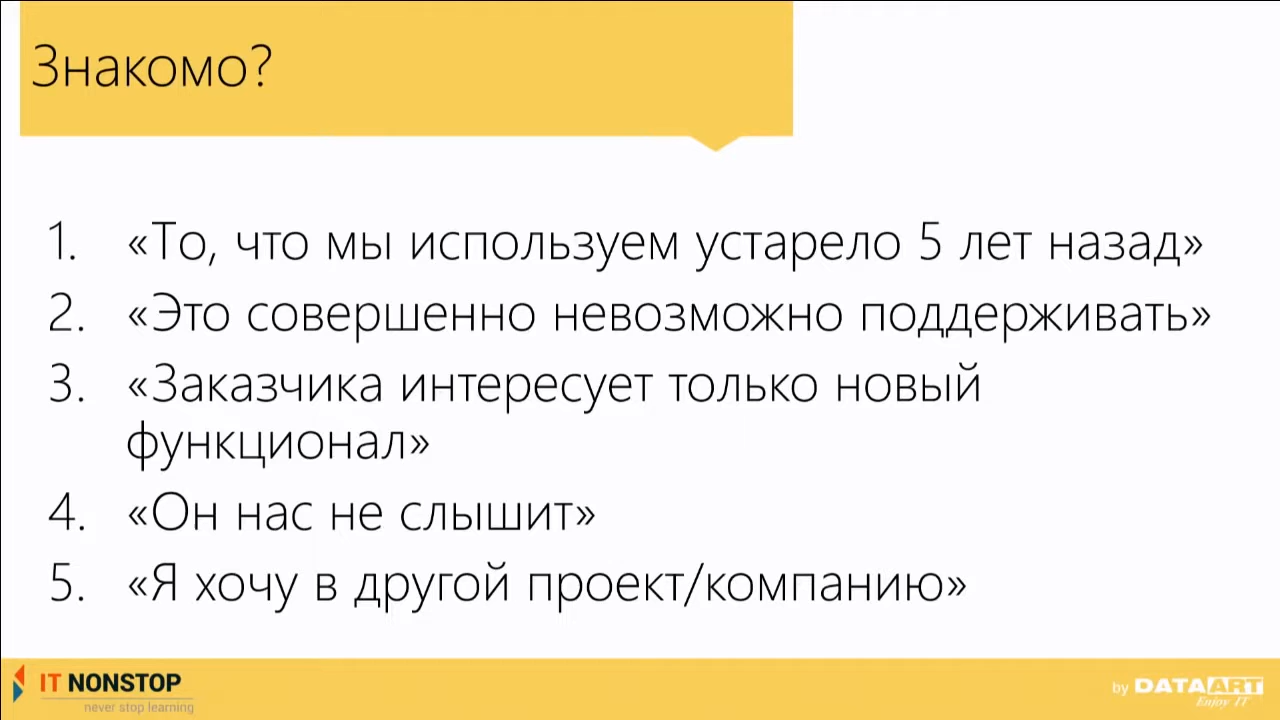 Знакомо?
1. «То, что мы используем устарело 5 лет назад»
2. «Это совершенно невозможно поддерживать»
3. «Заказчика интересует только новый
функционал»
4. «Он нас не слышит»
5. «Я хочу в другой проект/компанию»
IT NONSTOP
never stop learning
by DATAART
Enjoy IT